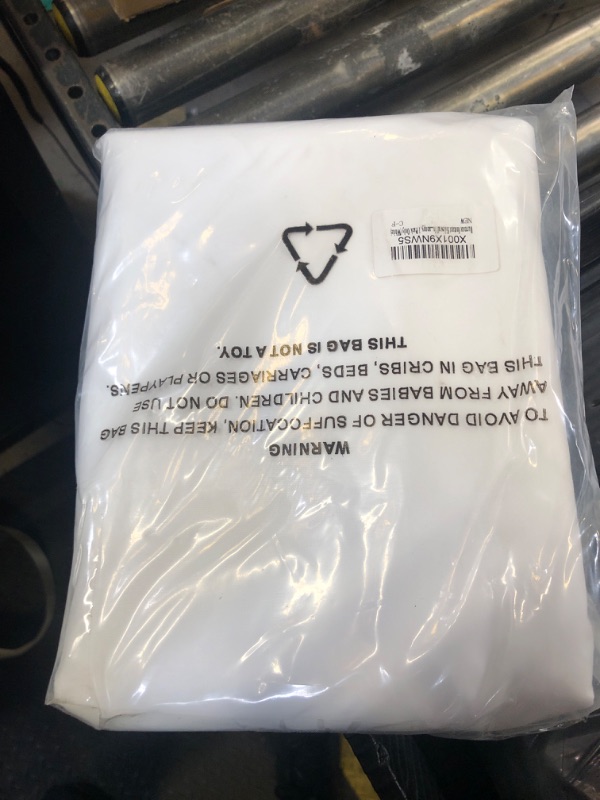 WARNING
TO AVOID DANGER OF SUFFOCATION, KEEP THIS BAG
AWAY FROM BABIES AND CHILDREN. DO NOT USE
THIS BAG IN CRIBS, BEDS, CARRIAGES OR PLAYPENS.
THIS BAG IS NOT A TOY.
X001X9NWS5
NEW